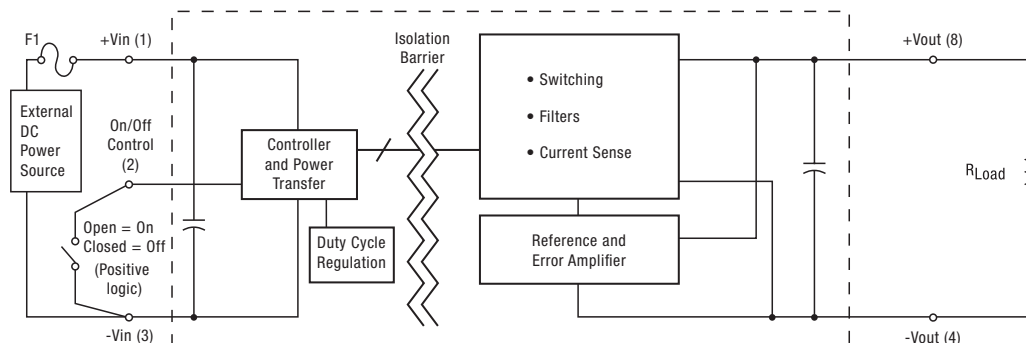 F1
+Vin (1)
External
DC
Power
Source
On/Off
Control
(2)
Open = On
Closed = Off
(Positive
logic)
-Vin (3)
Controller
and Power
Transfer
Duty Cycle
Regulation
Isolation
Barrier
• Switching
• Filters
• Current Sense
Reference and
Error Amplifier
+Vout (8)
RLoad
-Vout (4)